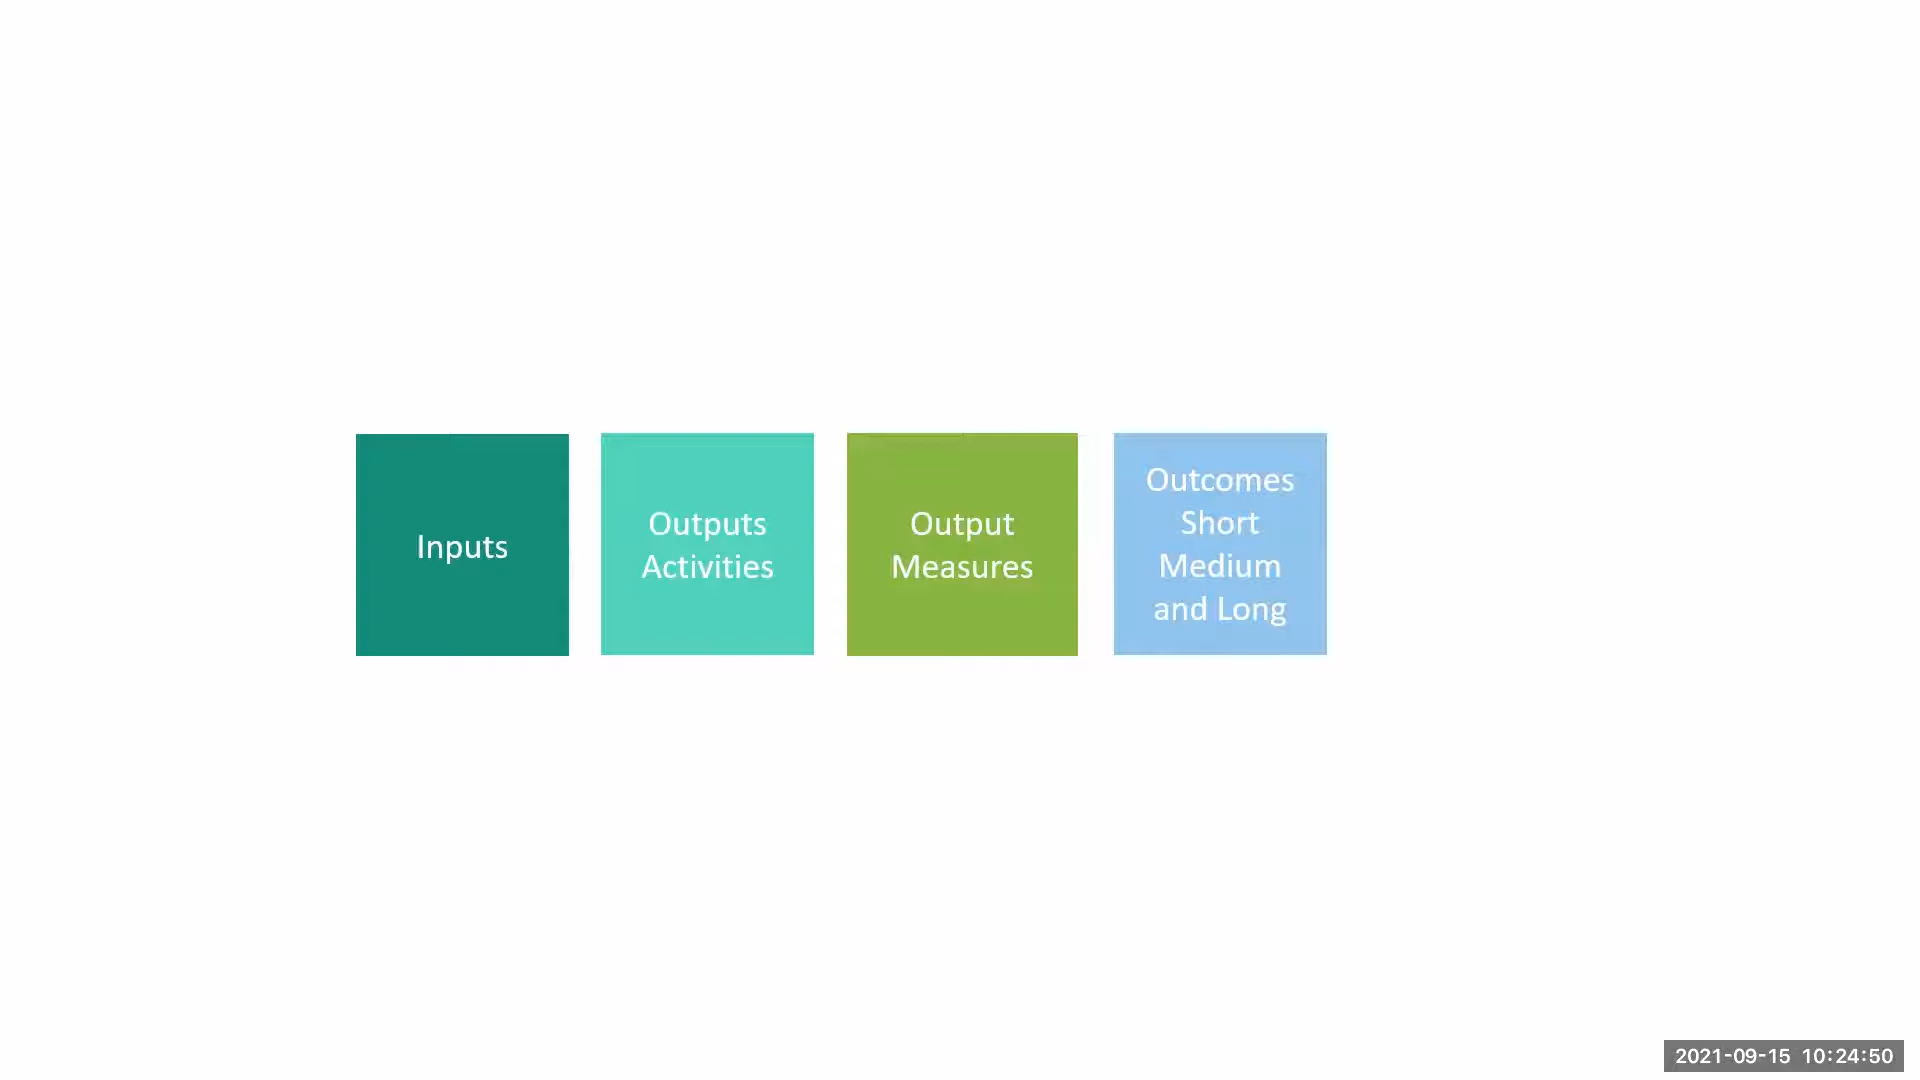 Inputs
Outputs
Activities
Output
Measures
Outcomes
Short
Medium
and Long
2021-09-15 10:24:50